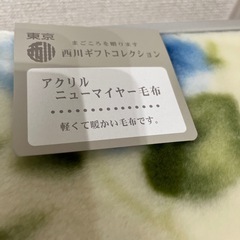 まごころを贈ります
東京
西川
西川ギフトコレクション
アクリル
ニューマイヤー毛布
軽くて暖かい毛布です。